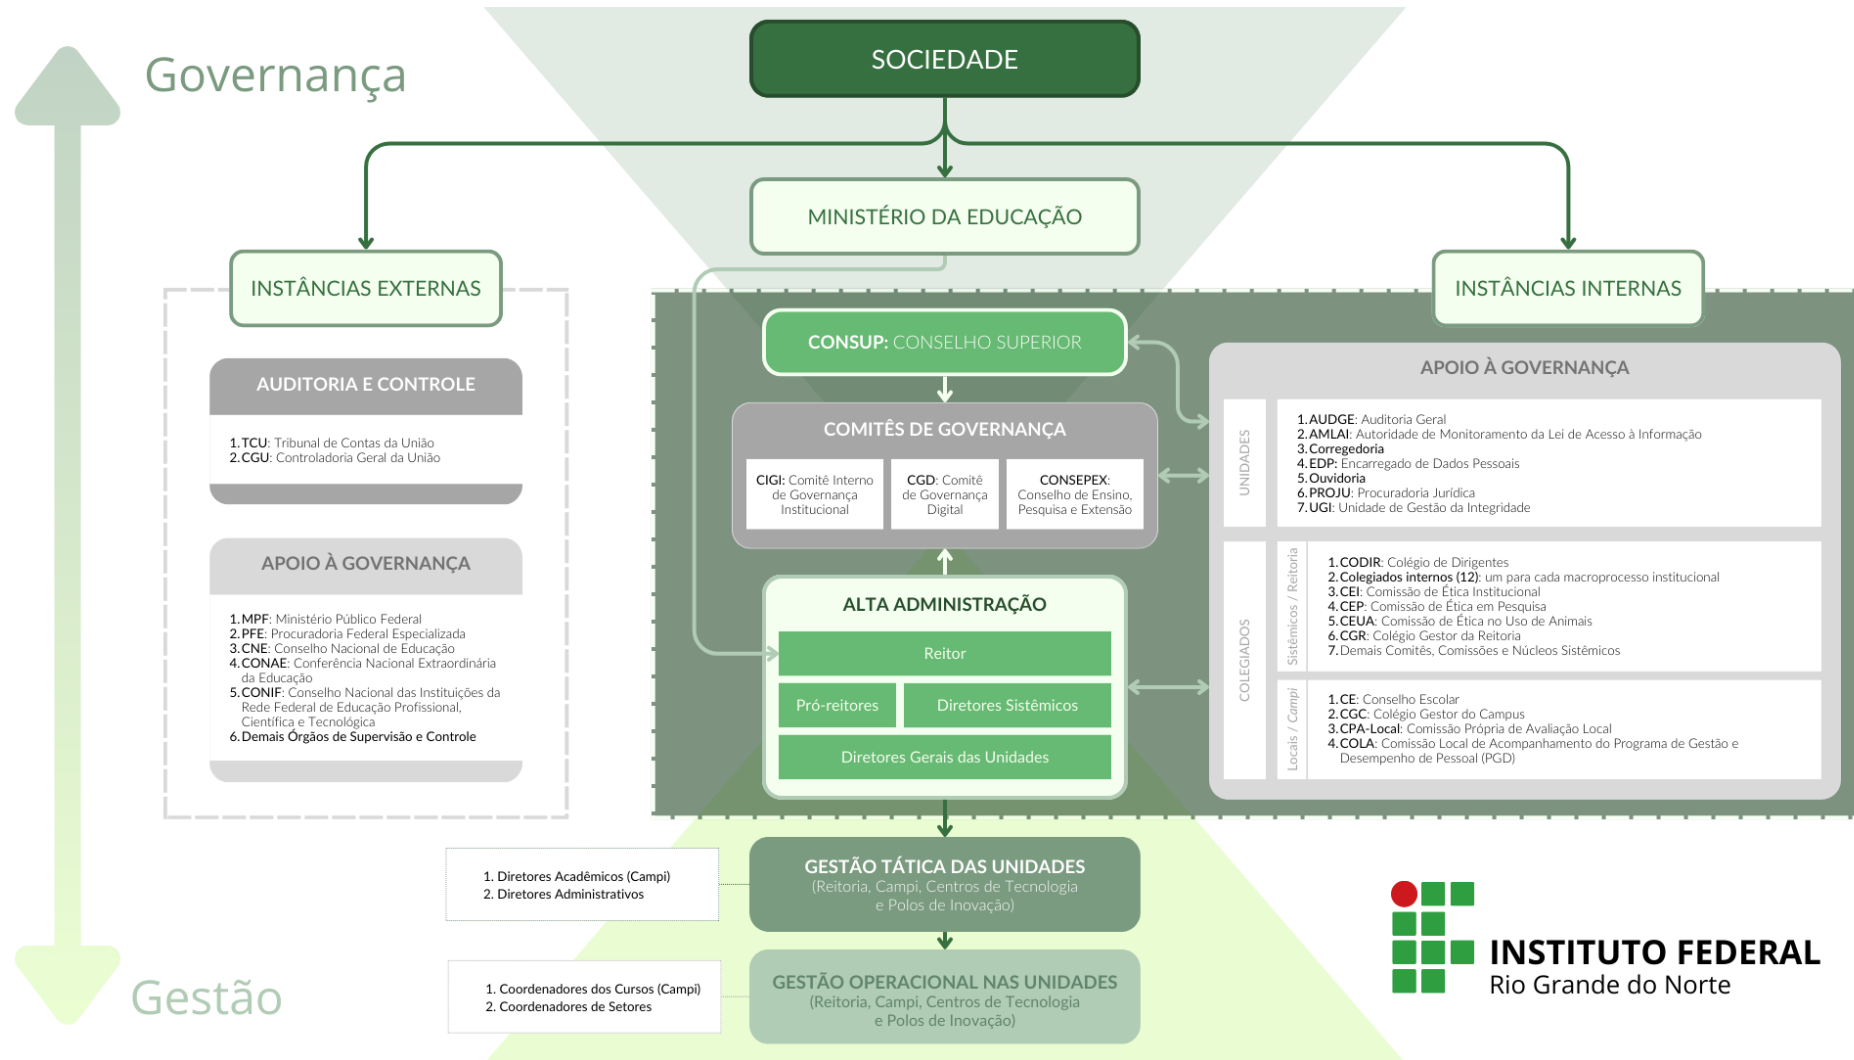 Governança
SOCIEDADE
MINISTÉRIO DA EDUCAÇÃO
INSTÂNCIAS EXTERNAS
AUDITORIA E CONTROLE
1.TCU: Tribunal de Contas da União
2.CGU: Controladoria Geral da União
APOIO À GOVERNANÇA
1.MPF: Ministério Público Federal
2.PFE: Procuradoria Federal Especializada
3.CNE: Conselho Nacional de Educação
4.CONAE: Conferência Nacional Extraordinária
da Educação
5.CONIF: Conselho Nacional das Instituições da
Rede Federal de Educação Profissional,
Científica e Tecnológica
6.Demais Órgãos de Supervisão e Controle
CONSUP: CONSELHO SUPERIOR
COMITÊS DE GOVERNANÇA
CIGI: Comitê Interno
de Governança
Institucional
CGD: Comitê
de Governança
Digital
CONSEPEX:
Conselho de Ensino,
Pesquisa e Extensão
ALTA ADMINISTRAÇÃO
Reitor
Pró-reitores
Diretores Sistêmicos
Diretores Gerais das Unidades
INSTÂNCIAS INTERNAS
APOIO À GOVERNANÇA
UNIDADES
1.AUDGE: Auditoria Geral
2.AMLAI: Autoridade de Monitoramento da Lei de Acesso à Informação
3.Corregedoria
4.EDP: Encarregado de Dados Pessoais
5.Ouvidoria
6.PROJU: Procuradoria Jurídica
7.UGI: Unidade de Gestão da Integridade
COLEGIADOS
Sistêmicos / Reitoria
1.CODIR: Colégio de Dirigentes
2.Colegiados internos (12): um para cada macroprocesso institucional
3.CEI: Comissão de Ética Institucional
4.CEP: Comissão de Ética em Pesquisa
5.CEUA: Comissão de Ética no Uso de Animais
6.CGR: Colégio Gestor da Reitoria
7.Demais Comitês, Comissões e Núcleos Sistêmicos
Locais / Campi
1.CE: Conselho Escolar
2.CGC: Colégio Gestor do Campus
3.CPA-Local: Comissão Própria de Avaliação Local
4.COLA: Comissão Local de Acompanhamento do Programa de Gestão e
Desempenho de Pessoal (PGD)
1. Diretores Acadêmicos (Campi)
2. Diretores Administrativos
GESTÃO TÁTICA DAS UNIDADES
(Reitoria, Campi, Centros de Tecnologia
e Polos de Inovação)
1. Coordenadores dos Cursos (Campi)
2. Coordenadores de Setores
GESTÃO OPERACIONAL NAS UNIDADES
(Reitoria, Campi, Centros de Tecnologia
e Polos de Inovação)
Gestão
INSTITUTO FEDERAL
Rio Grande do Norte